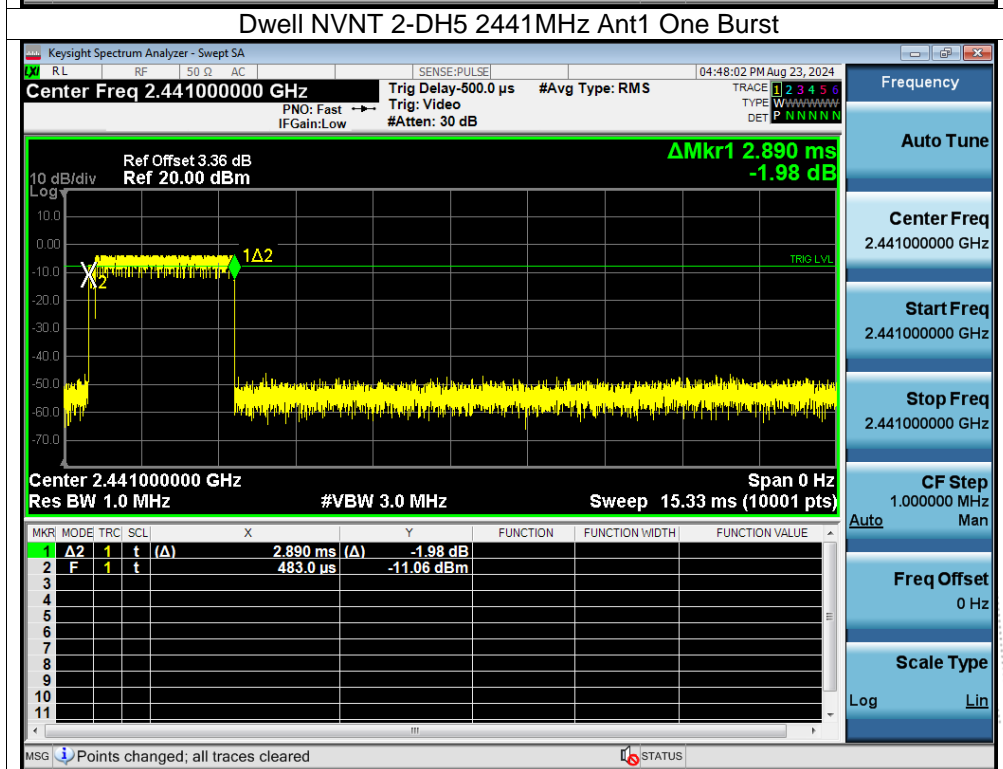 Dwell NVNT 2-DH5 2441MHz Ant1 One Burst
Keysight Spectrum Analyzer - Swept SA
LXI RL RF 50 Ω AC SENSE:PULSE 04:48:02 PM Aug 23, 2024
Center Freq 2.441000000 GHz Trig Delay-500.0 µs #Avg Type: RMS TRACE 1 2 3 4 5 6
PNO: Fast Trig: Video TYPE WWWWWW
IFGain:Low #Atten: 30 dB DET P N N N N N
ΔMkr1 2.890 ms
-1.98 dB
Ref Offset 3.36 dB
10 dB/div Ref 20.00 dBm
Log
10.0
0.00
-10.0
-20.0
-30.0
-40.0
-50.0
-60.0
-70.0
1Δ2
2
TRIG LVL
Center 2.441000000 GHz Span 0 Hz
Res BW 1.0 MHz #VBW 3.0 MHz Sweep 15.33 ms (10001 pts)
MKR MODE TRC SCL X Y FUNCTION FUNCTION WIDTH FUNCTION VALUE
1 Δ2 1 t (Δ) 2.890 ms (Δ) -1.98 dB
2 F 1 t 483.0 µs -11.06 dBm
3
4
5
6
7
8
9
10
11
MSG Points changed; all traces cleared STATUS
Frequency
Auto Tune
Center Freq
2.441000000 GHz
Start Freq
2.441000000 GHz
Stop Freq
2.441000000 GHz
CF Step
1.000000 MHz
Auto Man
Freq Offset
0 Hz
Scale Type
Log Lin